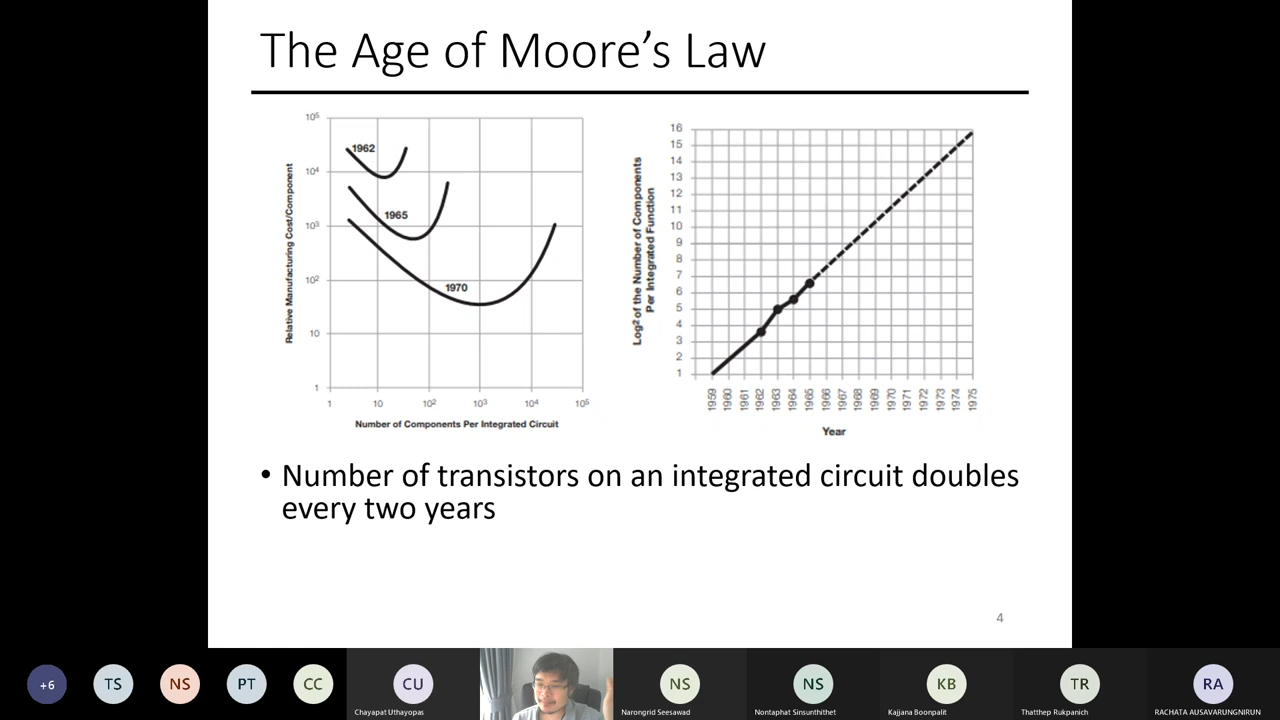 The Age of Moore's Law
10⁵
10⁴
10³
10²
10
1
1962
1965
1970
Relative Manufacturing Cost/Component
1 10 10² 10³ 10⁴ 10⁵
Number of Components Per Integrated Circuit
16
15
14
13
12
11
10
9
8
7
6
5
4
3
2
1
Log² of the Number of Components
Per Integrated Function
1959 1960 1961 1962 1963 1964 1965 1966 1967 1968 1969 1970 1971 1972 1973 1974 1975
Year
• Number of transistors on an integrated circuit doubles
every two years
4
+6 TS NS PT CC CU NS NS KB TR RA
Chayapat Uthayopas Narongrid Seesawad Nontaphat Sinsunthithet Kajjana Boonpalit Thatthep Rukpanich RACHATA AUSAVARUNGNIRUN